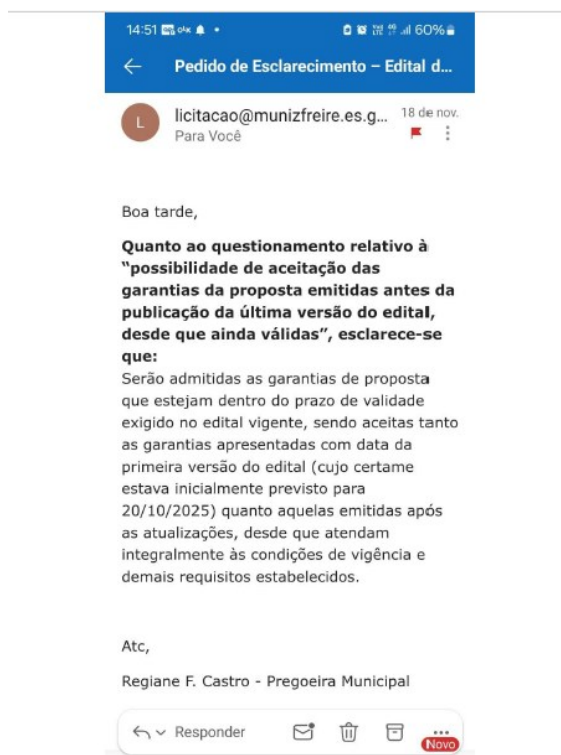 14:51
60%
Pedido de Esclarecimento – Edital d...
L
licitacao@munizfreire.es.g...
18 de nov.
Para Você
Boa tarde,
Quanto ao questionamento relativo à
“possibilidade de aceitação das
garantias da proposta emitidas antes da
publicação da última versão do edital,
desde que ainda válidas”, esclarece-se
que:
Serão admitidas as garantias de proposta
que estejam dentro do prazo de validade
exigido no edital vigente, sendo aceitas tanto
as garantias apresentadas com data da
primeira versão do edital (cujo certame
estava inicialmente previsto para
20/10/2025) quanto aquelas emitidas após
as atualizações, desde que atendam
integralmente às condições de vigência e
demais requisitos estabelecidos.
Atc,
Regiane F. Castro - Pregoeira Municipal
Responder
Novo